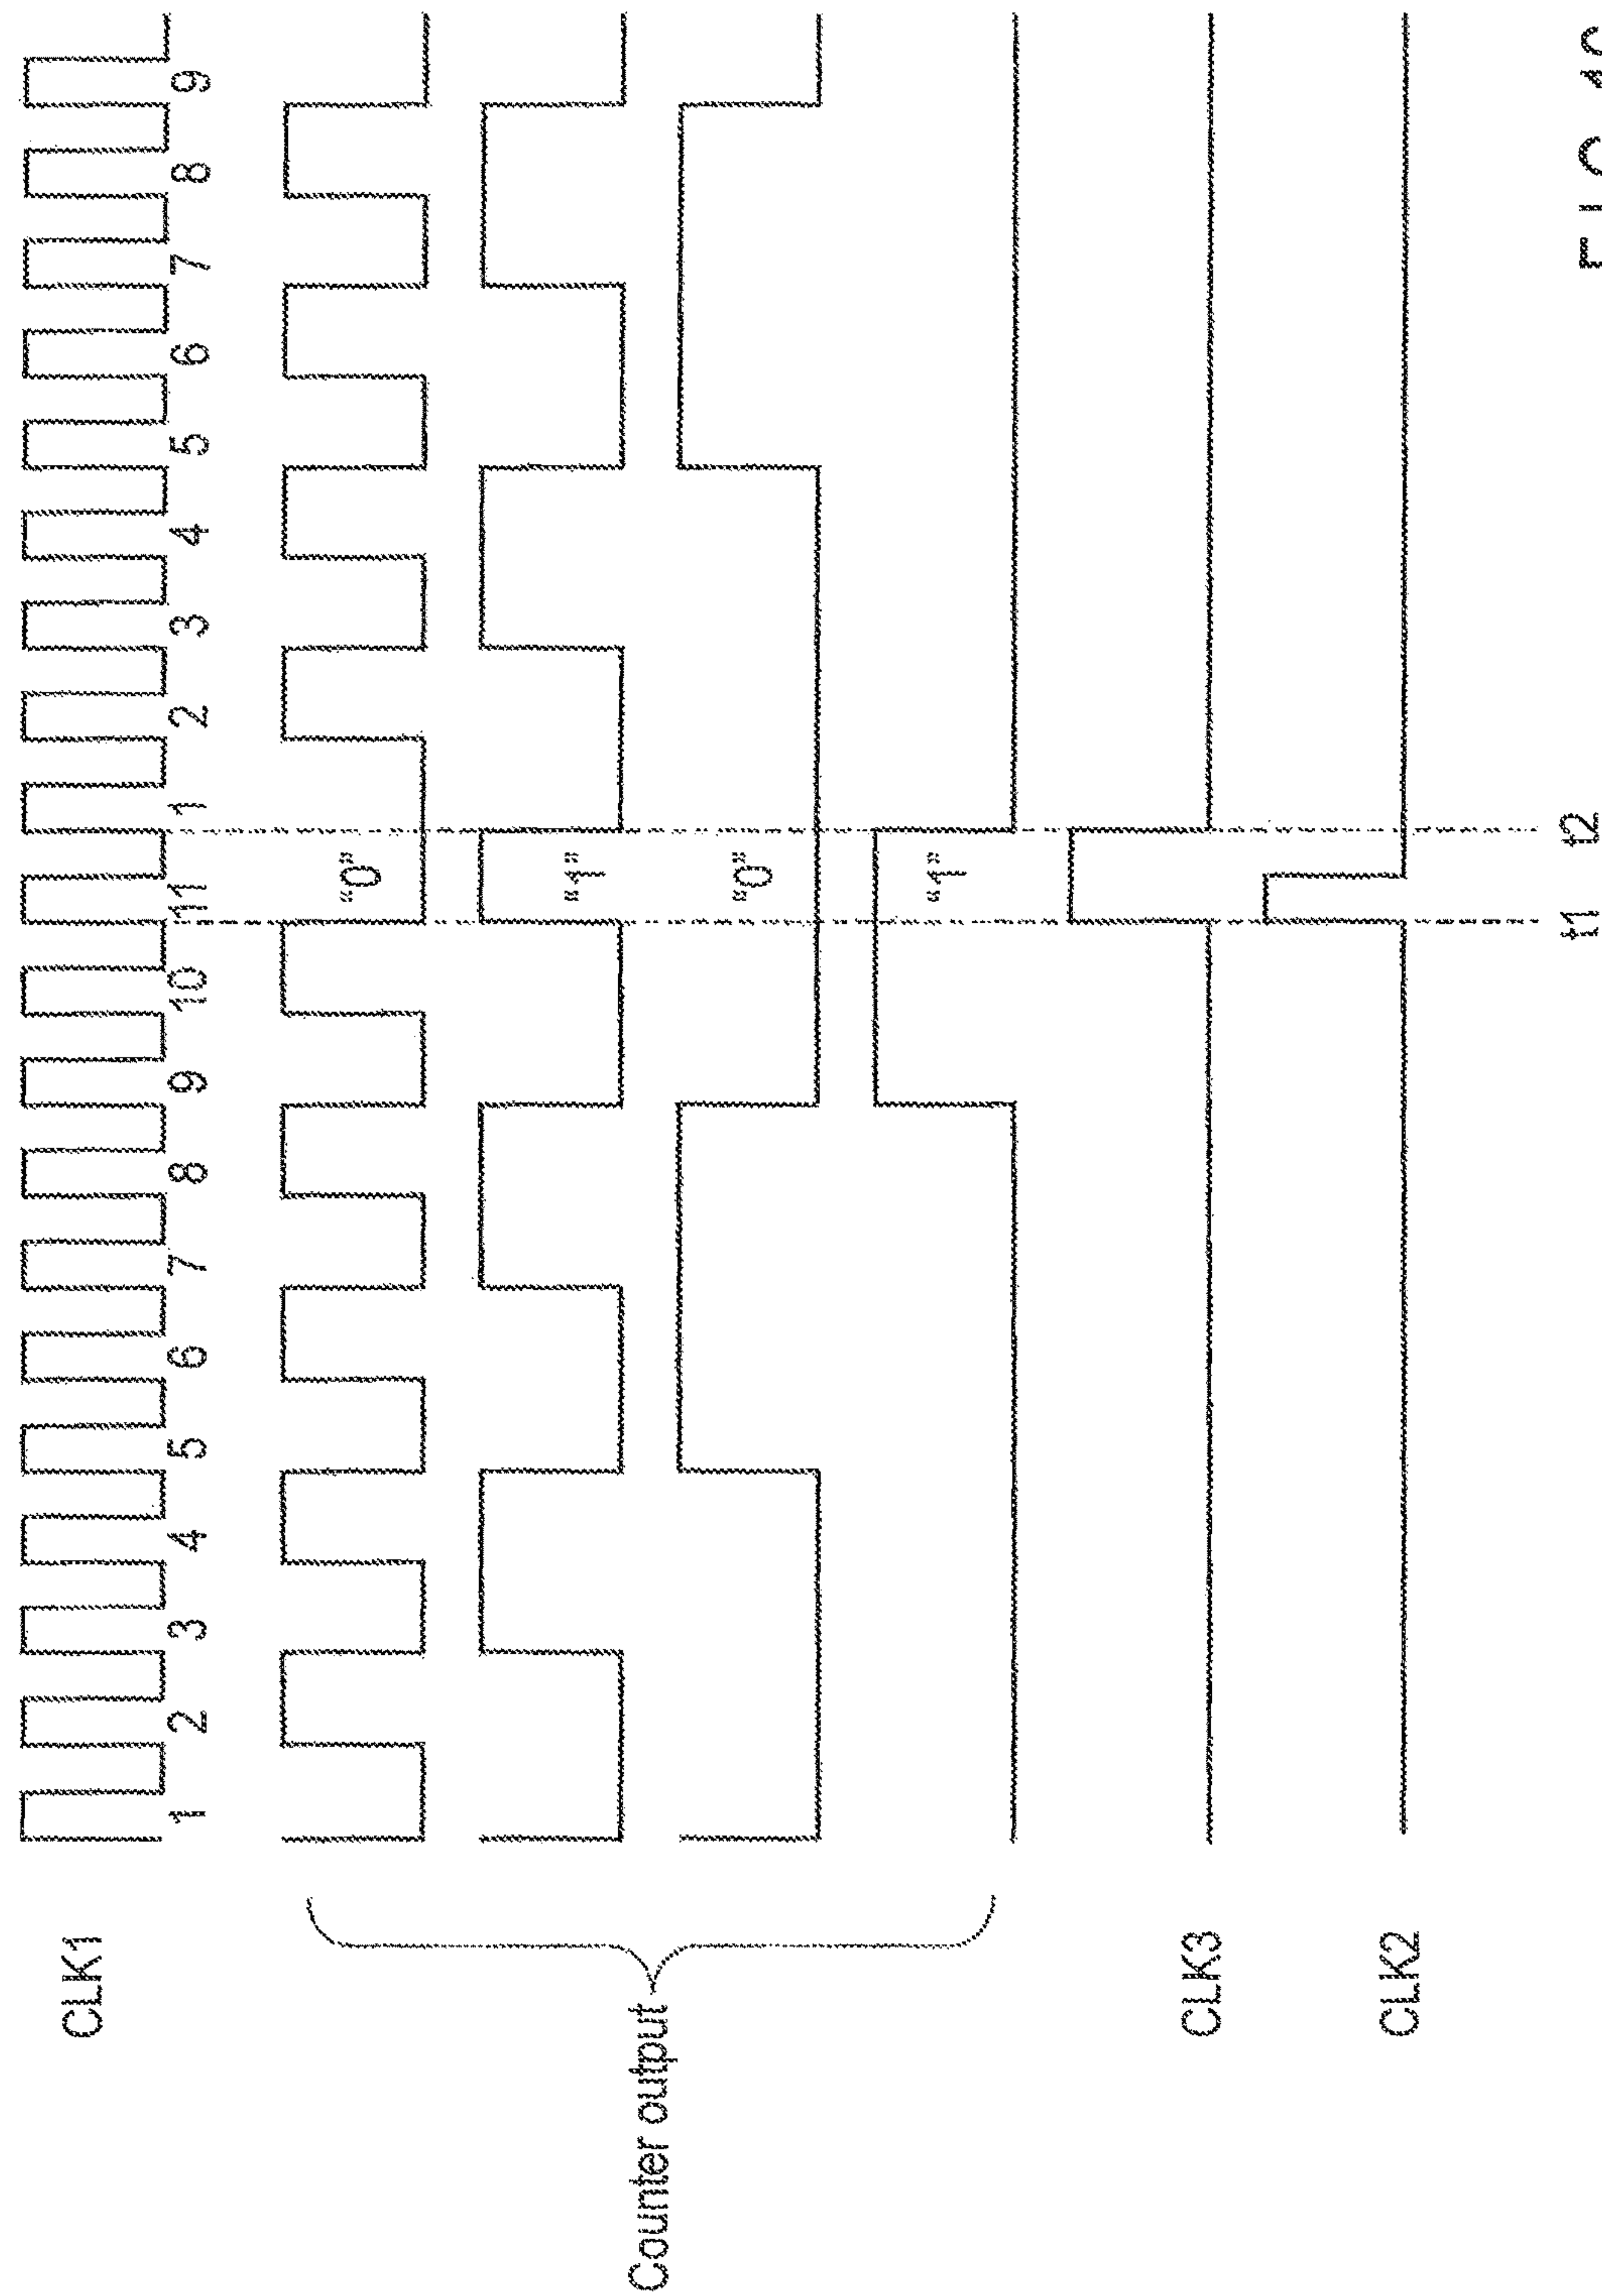 CLK1
1 2 3 4 5 6 7 8 9 10 11 1 2 3 4 5 6 7 8 9
Counter output
"0"
"1"
"0"
"1"
CLK3
CLK2
t1 t2